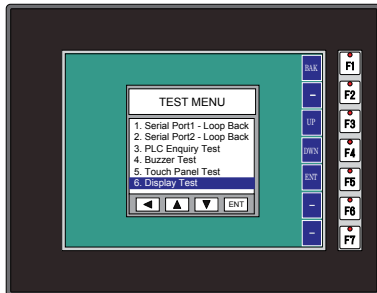 TEST MENU
1. Serial Port1 - Loop Back
2. Serial Port2 - Loop Back
3. PLC Enquiry Test
4. Buzzer Test
5. Touch Panel Test
6. Display Test
ENT
BAK
–
UP
DWN
ENT
–
–
F1
F2
F3
F4
F5
F6
F7